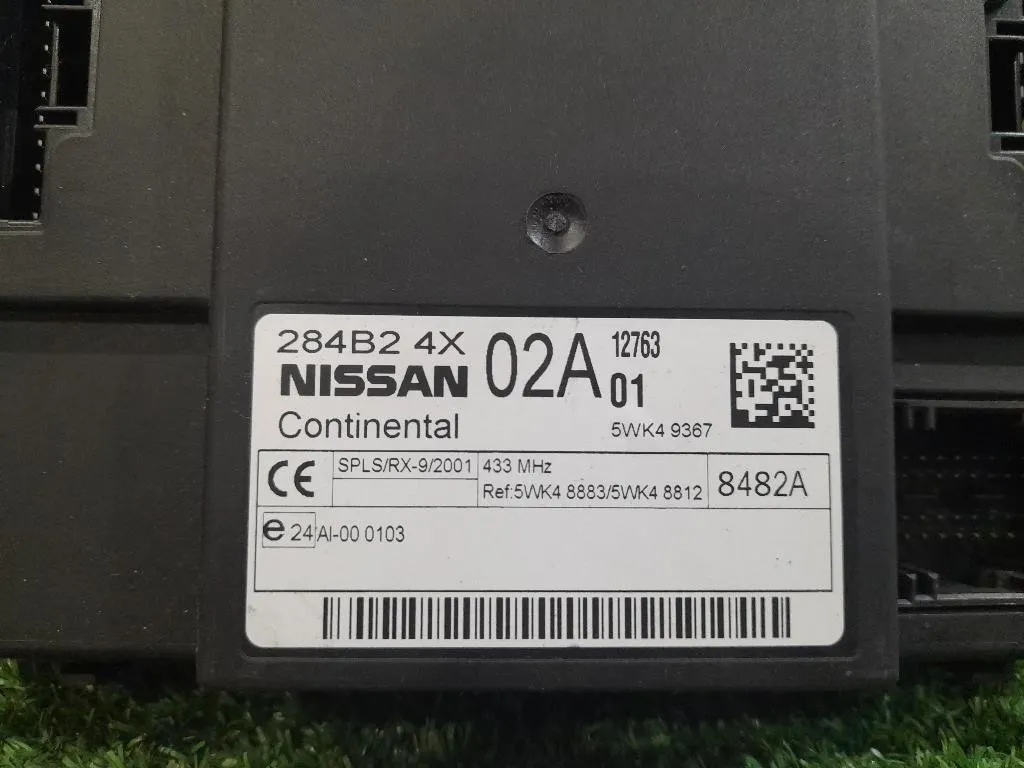 284B2 4X 02A 12763
NISSAN 01
Continental 5WK4 9367
CE SPLS/RX-9/2001 433 MHz
Ref:5WK4 8883/5WK4 8812 8482A
e 24 AI-00 0103